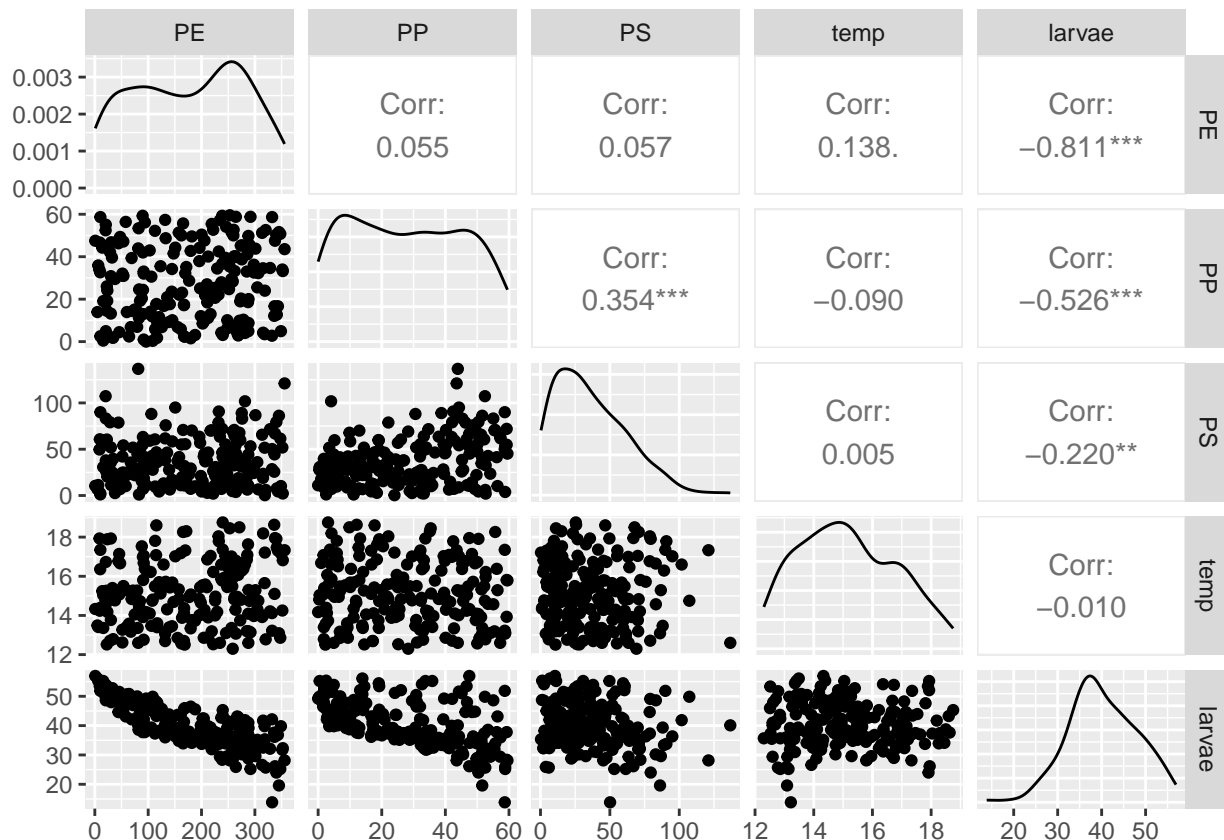 PE PP PS temp larvae
0.003
0.002
0.001
0.000
Corr:
0.055
Corr:
0.057
Corr:
0.138.
Corr:
−0.811***
PE
60
40
20
0
Corr:
0.354***
Corr:
−0.090
Corr:
−0.526***
PP
100
50
0
Corr:
0.005
Corr:
−0.220**
PS
18
16
14
12
Corr:
−0.010
temp
50
40
30
20
larvae
0 100 200 300 0 20 40 60 0 50 100 12 14 16 18 20 30 40 50